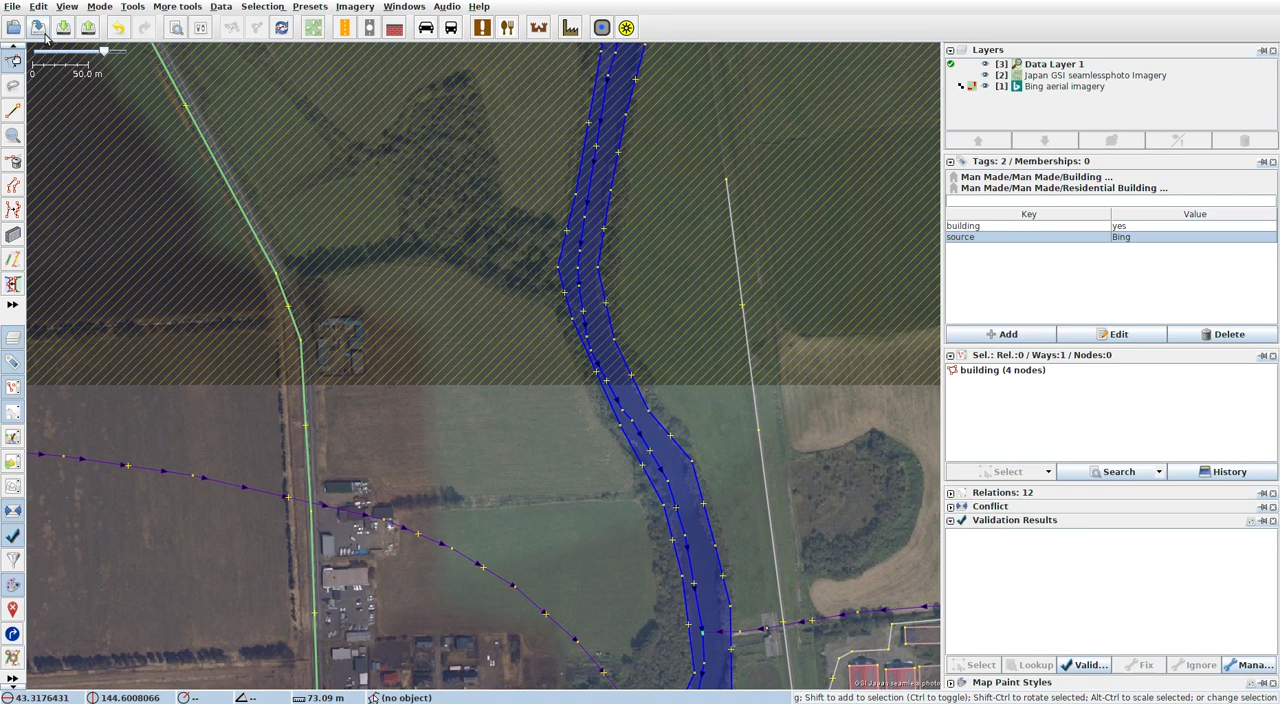 File Edit View Mode Tools More tools Data Selection Presets Imagery Windows Audio Help
0 50.0 m
Layers
[3] Data Layer 1
[2] Japan GSI seamlessphoto Imagery
[1] Bing aerial imagery
Tags: 2 / Memberships: 0
Man Made/Man Made/Building ...
Man Made/Man Made/Residential Building ...
Key Value
building yes
source Bing
Add Edit Delete
Sel.: Rel.:0 / Ways:1 / Nodes:0
building (4 nodes)
Select Search History
Relations: 12
Conflict
Validation Results
Select Lookup Valid... Fix Ignore Mana...
Map Paint Styles
GSI Japan seamless photo
43.3176431 144.6008066 -- -- 73.09 m (no object) g; Shift to add to selection (Ctrl to toggle); Shift-Ctrl to rotate selected; Alt-Ctrl to scale selected; or change selection